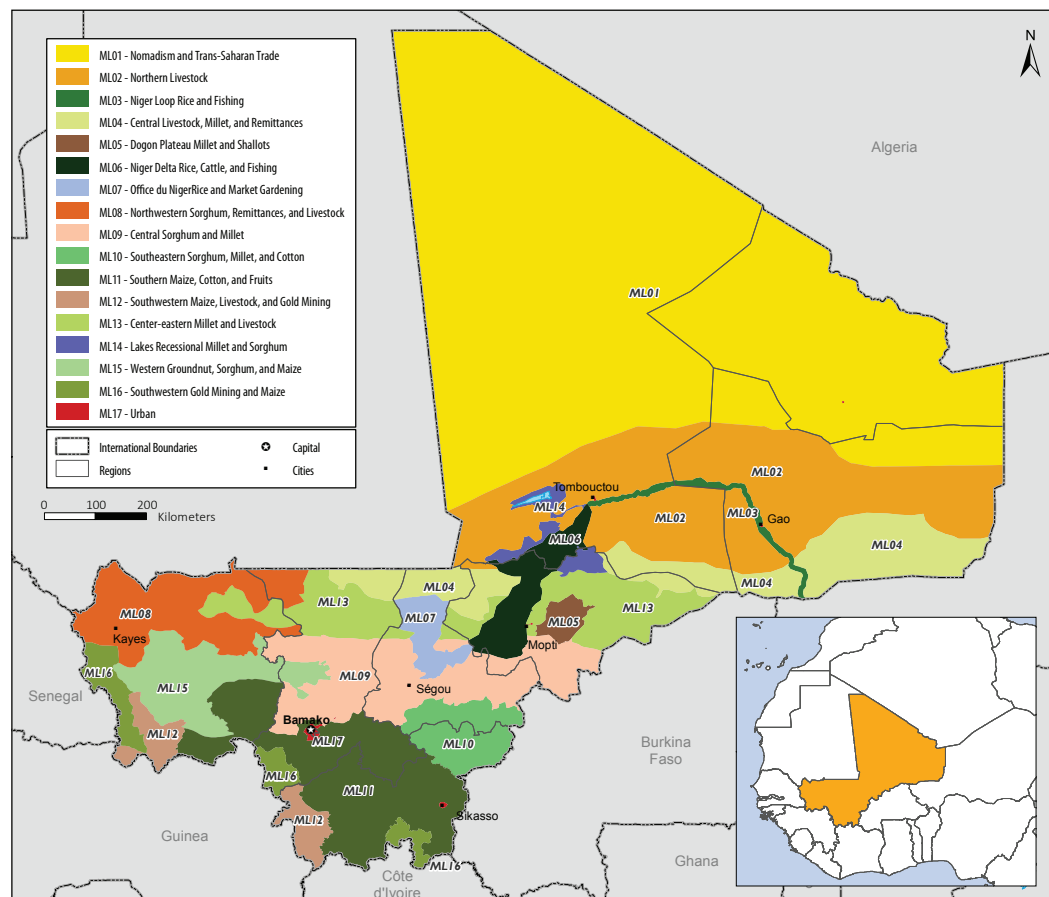 ML01 - Nomadism and Trans-Saharan Trade
ML02 - Northern Livestock
ML03 - Niger Loop Rice and Fishing
ML04 - Central Livestock, Millet, and Remittances
ML05 - Dogon Plateau Millet and Shallots
ML06 - Niger Delta Rice, Cattle, and Fishing
ML07 - Office du NigerRice and Market Gardening
ML08 - Northwestern Sorghum, Remittances, and Livestock
ML09 - Central Sorghum and Millet
ML10 - Southeastern Sorghum, Millet, and Cotton
ML11 - Southern Maize, Cotton, and Fruits
ML12 - Southwestern Maize, Livestock, and Gold Mining
ML13 - Center-eastern Millet and Livestock
ML14 - Lakes Recessional Millet and Sorghum
ML15 - Western Groundnut, Sorghum, and Maize
ML16 - Southwestern Gold Mining and Maize
ML17 - Urban
International Boundaries
Capital
Regions
Cities
0 100 200
Kilometers
N
Algeria
ML01
ML02
Tombouctou
ML14
ML02
ML03
Gao
ML06
ML04
ML04
ML04
ML13
ML13
ML08
ML07
ML05
Kayes
Mopti
ML16
ML09
Senegal
ML15
Ségou
Bamako
ML12
ML17
ML10
Burkina
Faso
ML16
ML11
ML12
Sikasso
Guinea
ML16
Ghana
Côte
d'Ivoire